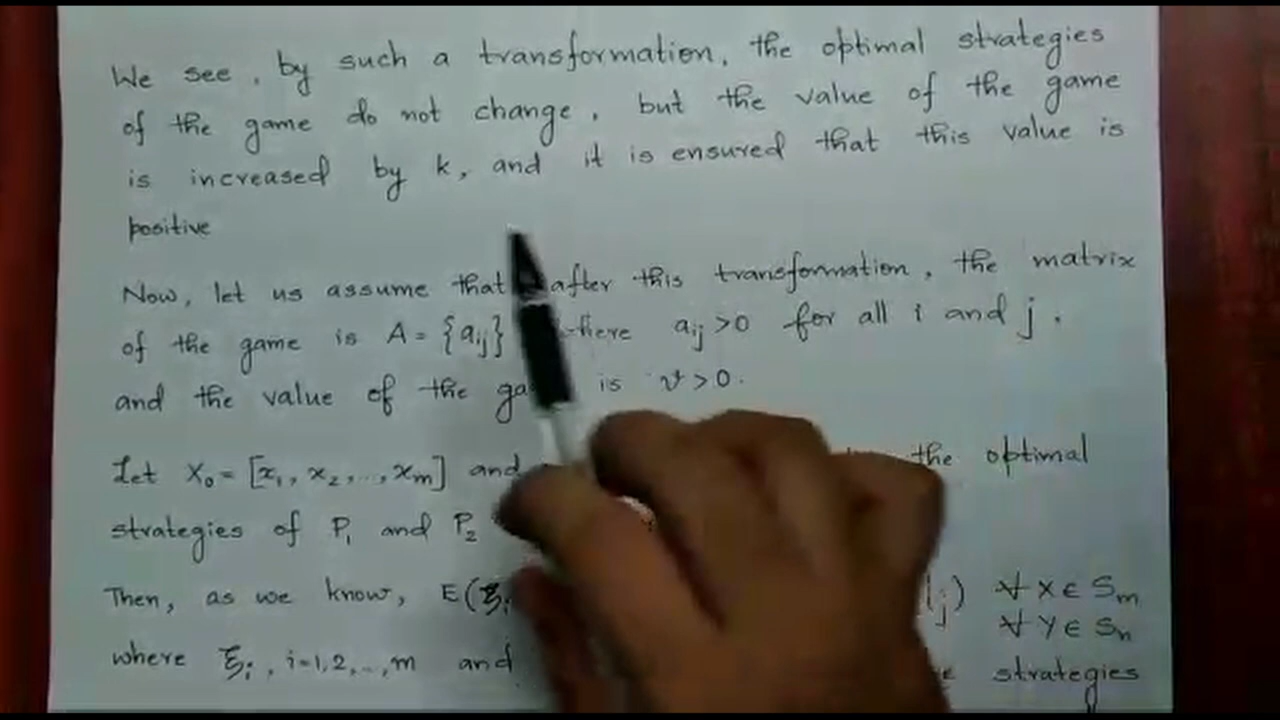 We see, by such a transformation, the optimal strategies
of the game do not change, but the value of the game
is increased by k, and it is ensured that this value is
positive
Now, let us assume that after this transformation, the matrix
of the game is A = {aij} where aij >0 for all i and j.
and the value of the is v>0.
Let X₀ = [x₁, x₂, ..., xm] and the optimal
strategies of P₁ and P₂
Then, as we know, E(ξi ∀ X ∈ Sm
∀ Y ∈ Sn
where ξi, i=1,2,..,m and strategies